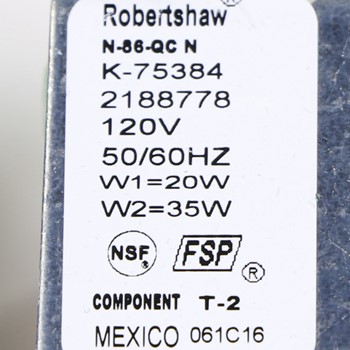 Robertshaw®
N-86-QC N
K-75384
2188778
120V
50/60HZ
W1=20W
W2=35W
NSF® FSP®
COMPONENT T-2
MEXICO 061C16